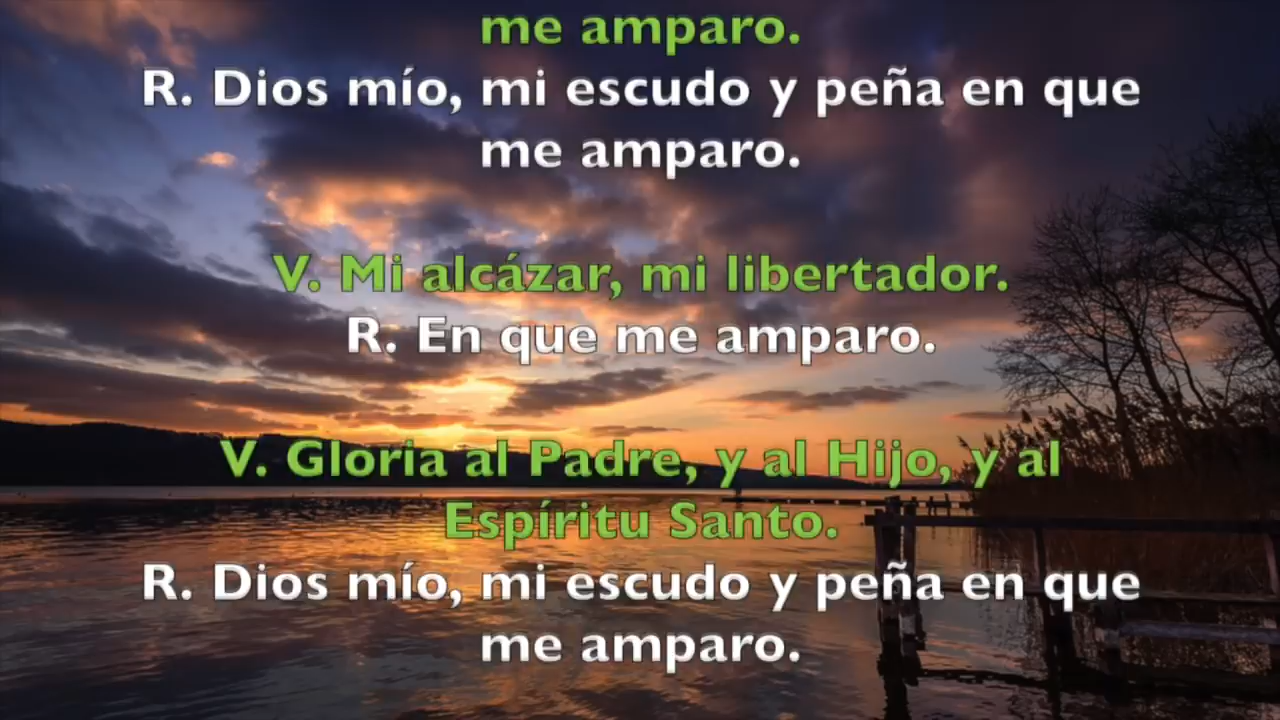 me amparo.
R. Dios mío, mi escudo y peña en que
me amparo.
V. Mi alcázar, mi libertador.
R. En que me amparo.
V. Gloria al Padre, y al Hijo, y al
Espíritu Santo.
R. Dios mío, mi escudo y peña en que
me amparo.